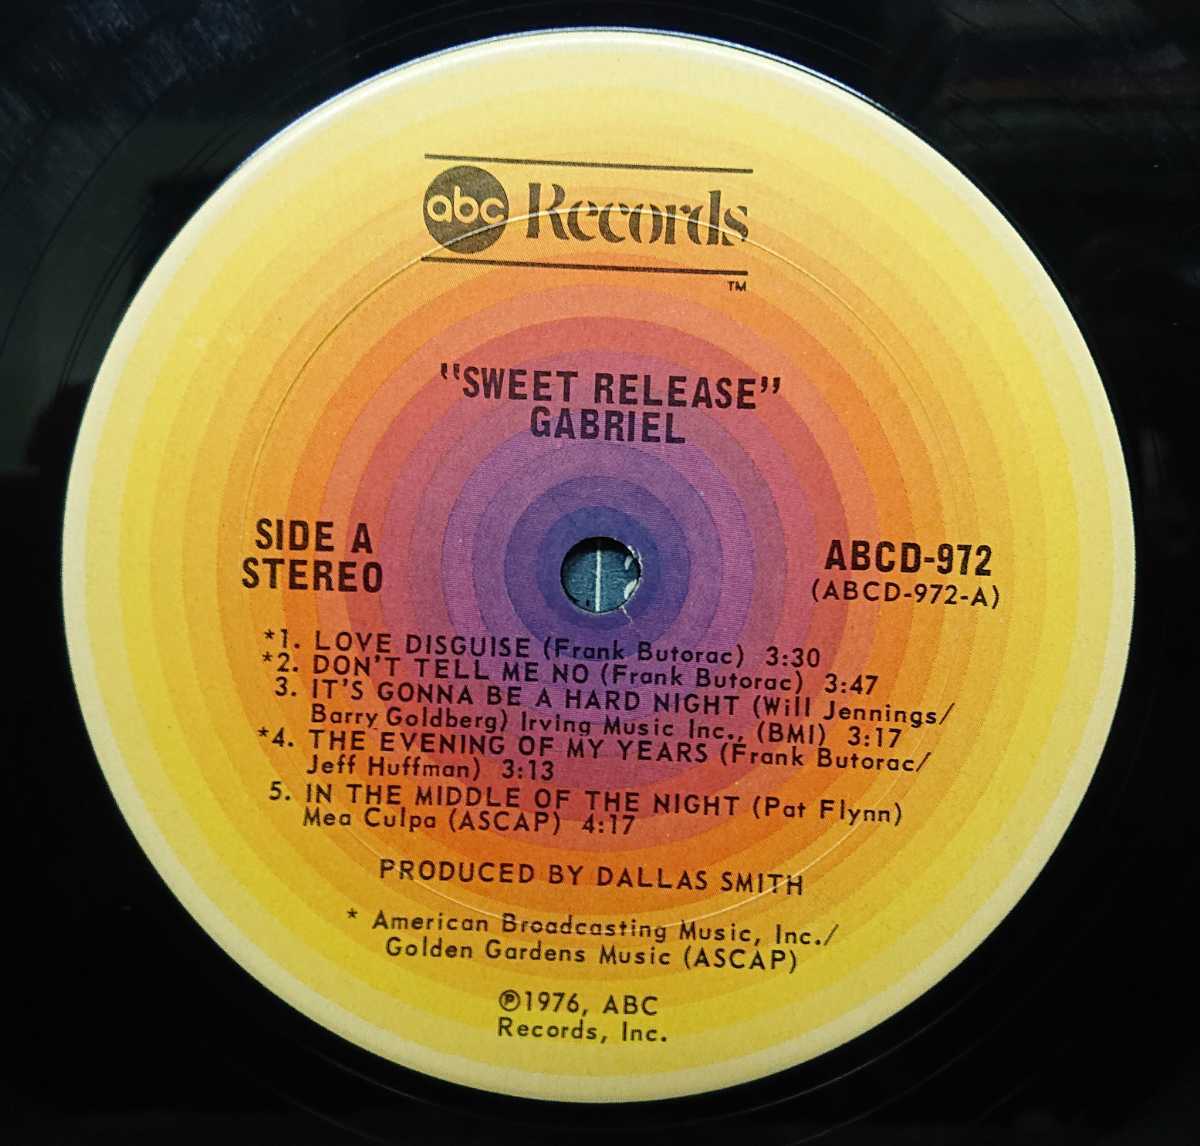 abc Records
TM
"SWEET RELEASE"
GABRIEL
SIDE A
STEREO
ABCD-972
(ABCD-972-A)
*1. LOVE DISGUISE (Frank Butorac) 3:30
*2. DON'T TELL ME NO (Frank Butorac) 3:47
3. IT'S GONNA BE A HARD NIGHT (Will Jennings/
Barry Goldberg) Irving Music Inc., (BMI) 3:17
*4. THE EVENING OF MY YEARS (Frank Butorac/
Jeff Huffman) 3:13
5. IN THE MIDDLE OF THE NIGHT (Pat Flynn)
Mea Culpa (ASCAP) 4:17
PRODUCED BY DALLAS SMITH
* American Broadcasting Music, Inc./
Golden Gardens Music (ASCAP)
℗1976, ABC
Records, Inc.